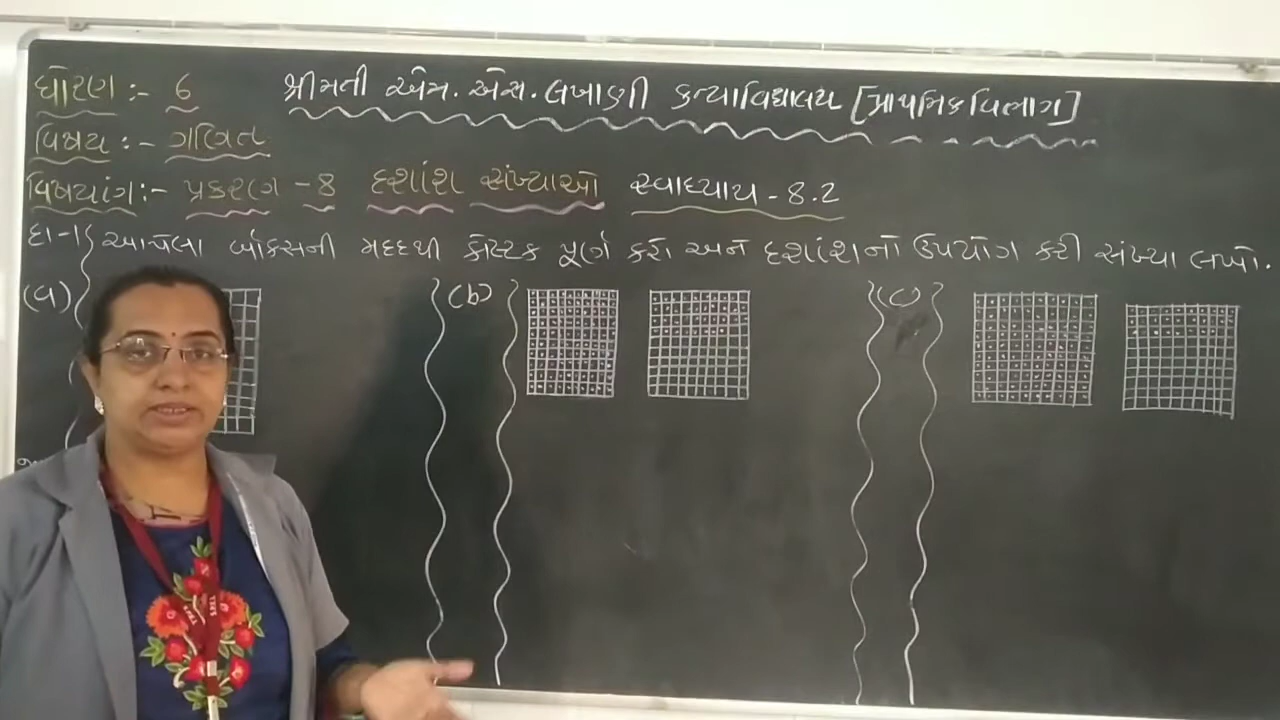 ધોરણ :- 6 શ્રીમતી એમ. એસ. લખાણી કન્યાવિદ્યાલય [પ્રાથમિક વિભાગ]
વિષય :- ગણિત
વિષયાંગ :- પ્રકરણ - 8 દશાંશ સંખ્યાઓ સ્વાધ્યાય - 8.2
દા-1 આપેલા બોક્સની મદદથી કોષ્ટક પૂર્ણ કરો અને દશાંશનો ઉપયોગ કરી સંખ્યા લખો.
(a) (b) (c)